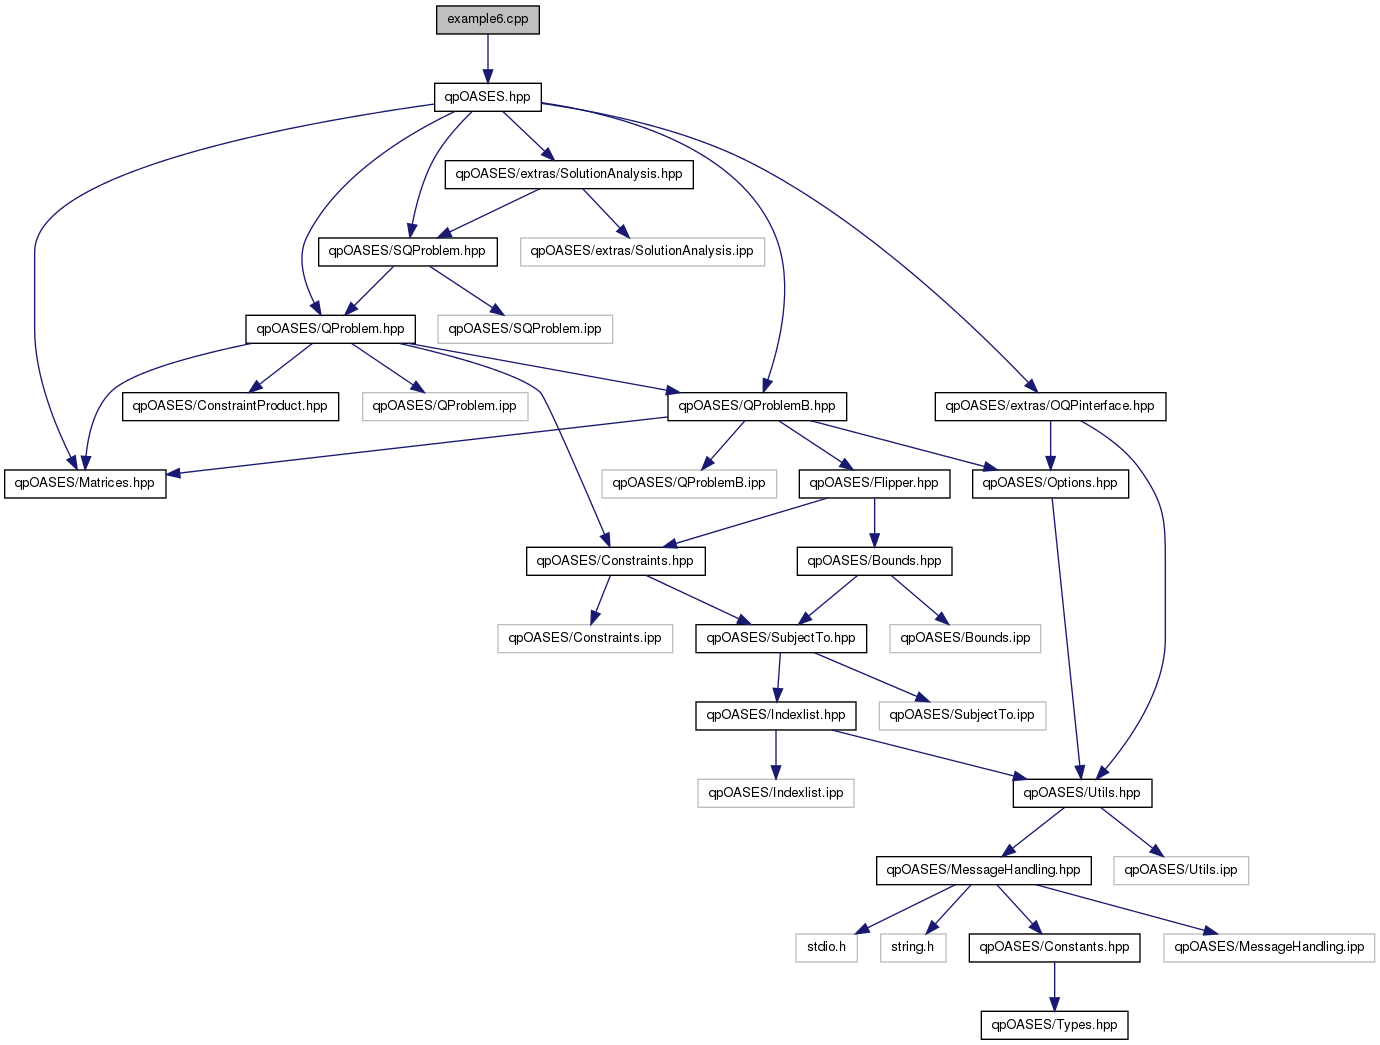 example6.cpp
qpOASES.hpp
qpOASES/extras/SolutionAnalysis.hpp
qpOASES/SQProblem.hpp
qpOASES/extras/SolutionAnalysis.ipp
qpOASES/QProblem.hpp
qpOASES/SQProblem.ipp
qpOASES/ConstraintProduct.hpp
qpOASES/QProblem.ipp
qpOASES/QProblemB.hpp
qpOASES/extras/OQPinterface.hpp
qpOASES/Matrices.hpp
qpOASES/QProblemB.ipp
qpOASES/Flipper.hpp
qpOASES/Options.hpp
qpOASES/Constraints.hpp
qpOASES/Bounds.hpp
qpOASES/Constraints.ipp
qpOASES/SubjectTo.hpp
qpOASES/Bounds.ipp
qpOASES/Indexlist.hpp
qpOASES/SubjectTo.ipp
qpOASES/Indexlist.ipp
qpOASES/Utils.hpp
qpOASES/MessageHandling.hpp
qpOASES/Utils.ipp
stdio.h
string.h
qpOASES/Constants.hpp
qpOASES/MessageHandling.ipp
qpOASES/Types.hpp